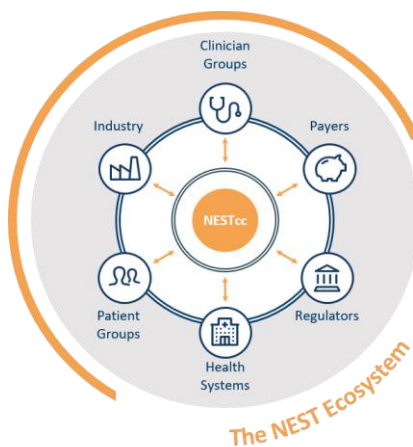 Clinician
Groups
Industry
Payers
NESTcc
Patient
Groups
Regulators
Health
Systems
The NEST Ecosystem